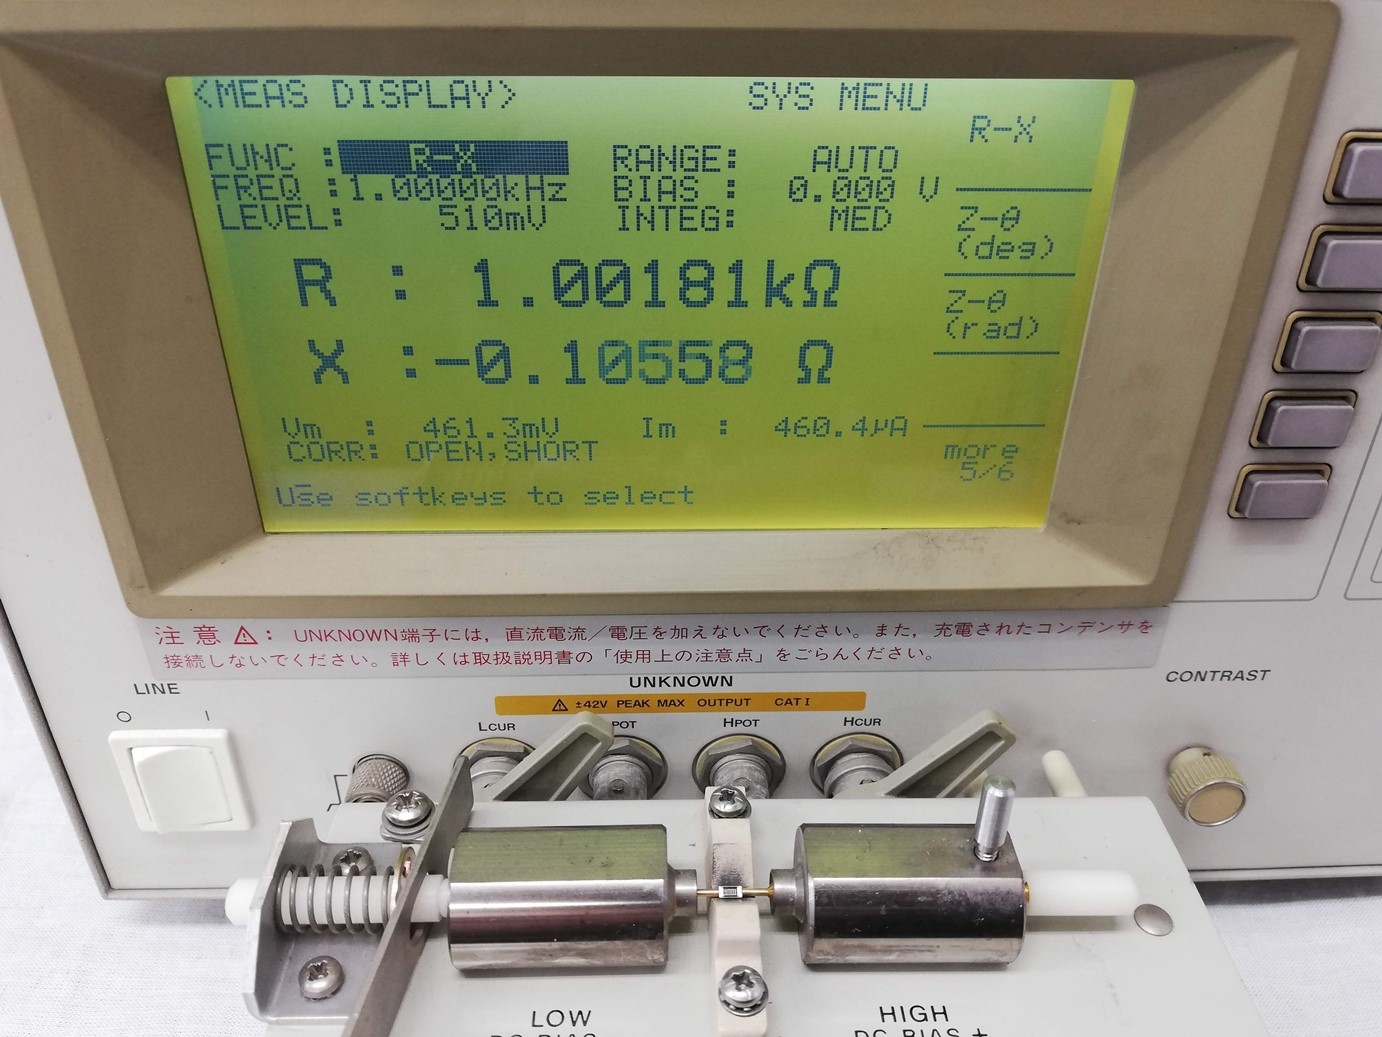 <MEAS DISPLAY> SYS MENU
FUNC : R-X RANGE: AUTO
FREQ :1.00000kHz BIAS : 0.000 V
LEVEL: 510mV INTEG: MED
R : 1.00181kΩ
X :-0.10558 Ω
Vm : 461.3mV Im : 460.4µA
CORR: OPEN,SHORT
Use softkeys to select
R-X
Z-θ
(deg)
Z-θ
(rad)
more
5/6
注意⚠: UNKNOWN端子には, 直流電流/電圧を加えないでください。また, 充電されたコンデンサを
接続しないでください。詳しくは取扱説明書の「使用上の注意点」をごらんください。
LINE
O I
UNKNOWN
⚠ ±42V PEAK MAX OUTPUT CAT I
LCUR POT HPOT HCUR
CONTRAST
LOW
DC BIAS -
HIGH
DC BIAS +